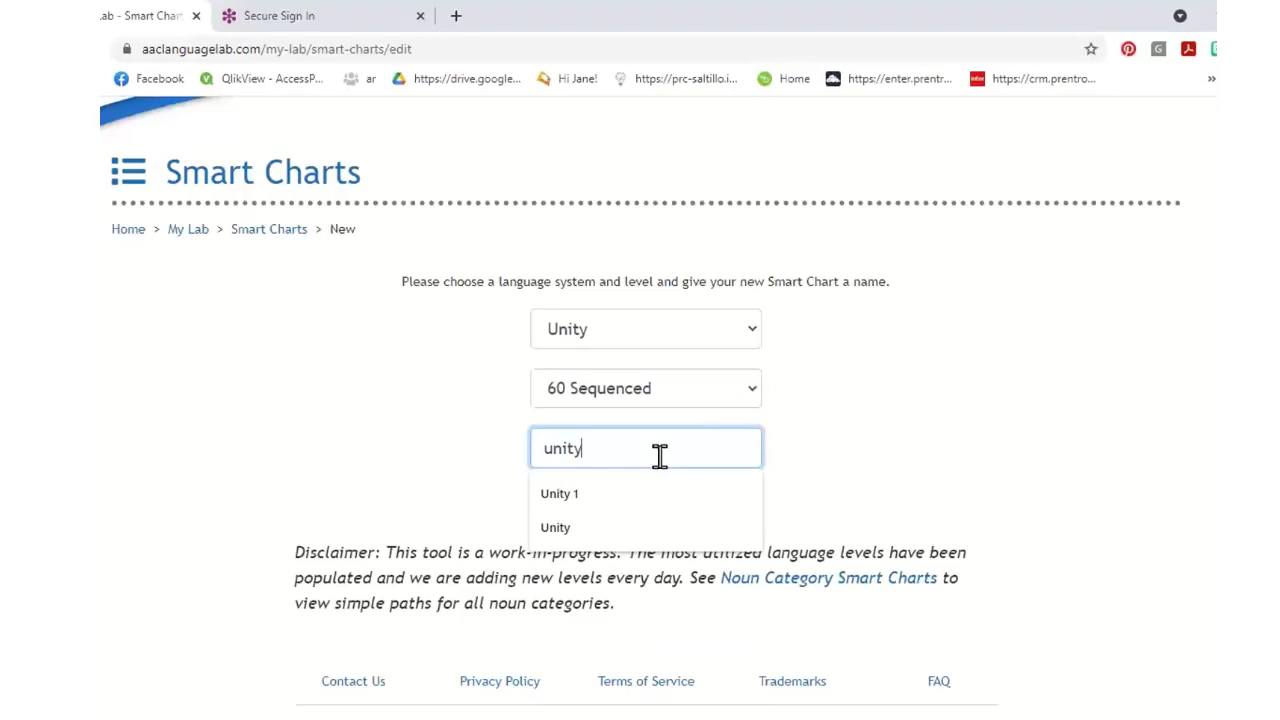 .ab - Smart Char
Secure Sign In
aaclanguagelab.com/my-lab/smart-charts/edit
Facebook
QlikView - AccessP...
ar
https://drive.google...
Hi Jane!
https://prc-saltillo.i...
Home
https://enter.prentr...
https://crm.prentro...
»
Smart Charts
Home > My Lab > Smart Charts > New
Please choose a language system and level and give your new Smart Chart a name.
Unity
60 Sequenced
unity
Unity 1
Unity
Disclaimer: This tool is a work-in-progress. The most utilized language levels have been
populated and we are adding new levels every day. See Noun Category Smart Charts to
view simple paths for all noun categories.
Contact Us
Privacy Policy
Terms of Service
Trademarks
FAQ